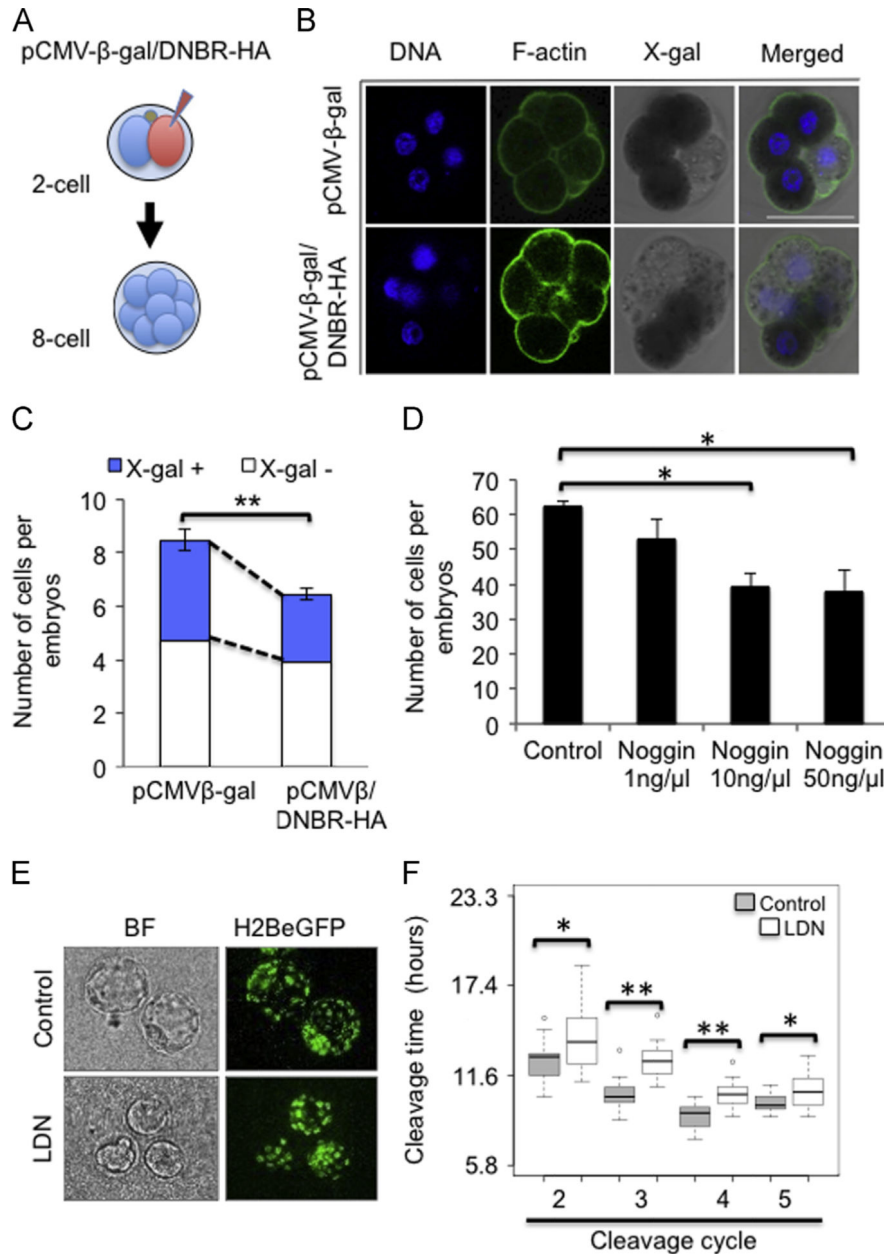 A
pCMV-β-gal/DNBR-HA
2-cell
8-cell
B
DNA F-actin X-gal Merged
pCMV-β-gal
pCMV-β-gal/
DNBR-HA
C
X-gal + X-gal -
**
Number of cells per
embryos
10
8
6
4
2
0
pCMVβ-gal
pCMVβ/
DNBR-HA
D
*
*
Number of cells per
embryos
70
60
50
40
30
20
10
0
Control
Noggin
1ng/µl
Noggin
10ng/µl
Noggin
50ng/µl
E
BF H2BeGFP
Control
LDN
F
Control
LDN
* ** ** *
Cleavage time (hours)
23.3
17.4
11.6
5.8
2 3 4 5
Cleavage cycle